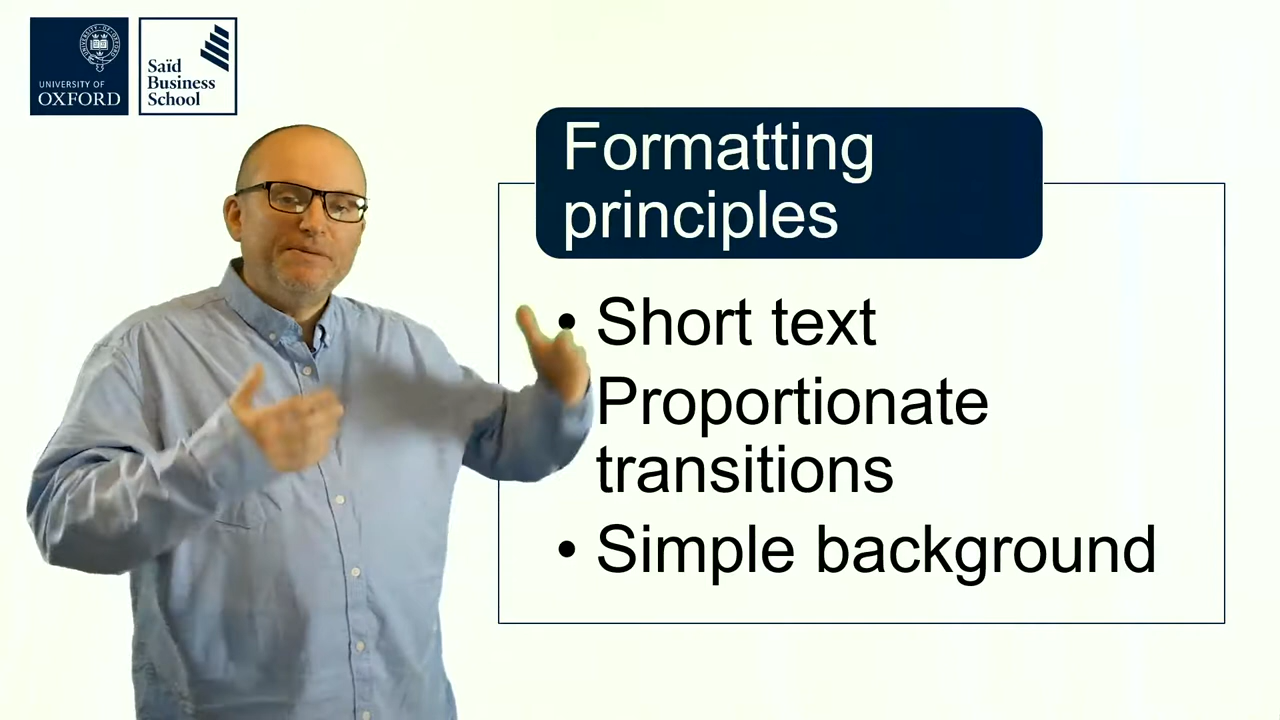 UNIVERSITY OF
OXFORD
Saïd
Business
School
Formatting
principles
• Short text
Proportionate
transitions
• Simple background